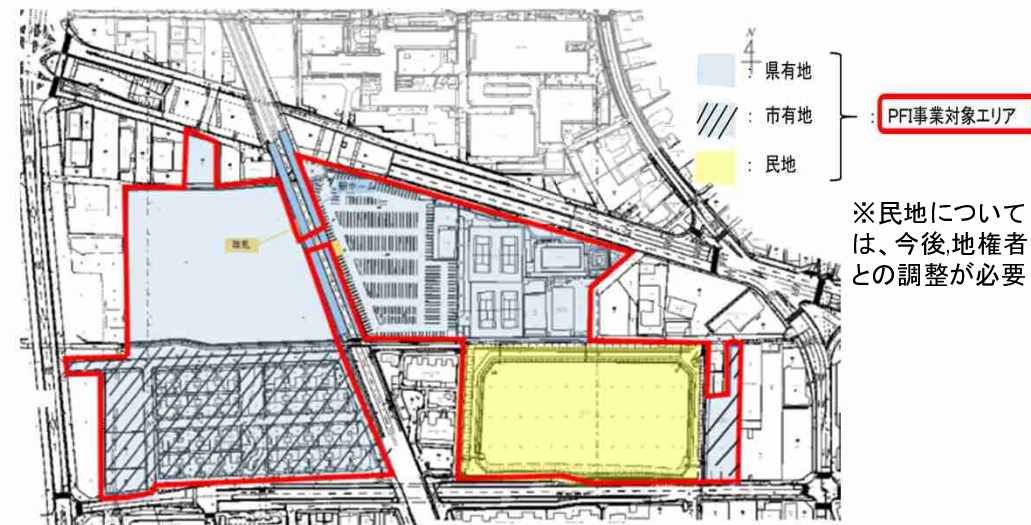 N
： 県有地
： 市有地
： 民地
： PFI事業対象エリア
※民地について
は、今後,地権者
との調整が必要
駅ホーム
改札